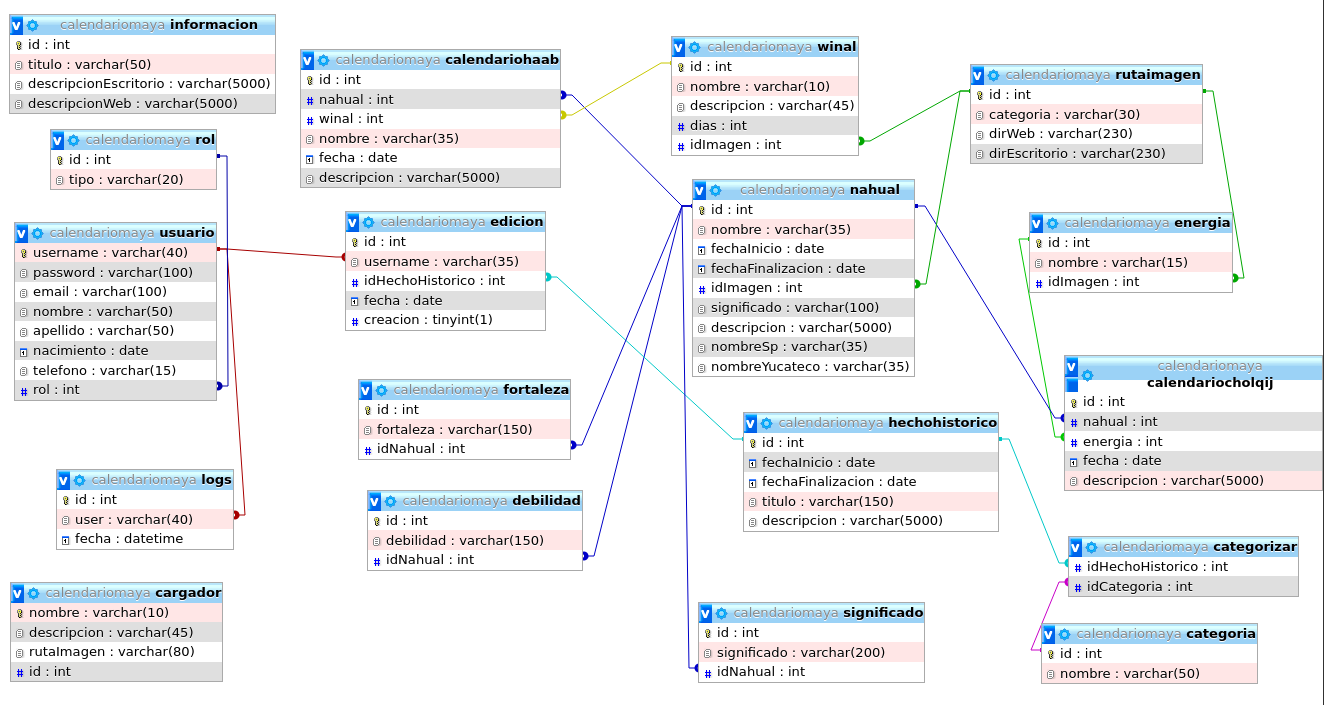 calendariomaya informacion
id : int
titulo : varchar(50)
descripcionEscritorio : varchar(5000)
descripcionWeb : varchar(5000)
calendariomaya rol
id : int
tipo : varchar(20)
calendariomaya usuario
username : varchar(40)
password : varchar(100)
email : varchar(100)
nombre : varchar(50)
apellido : varchar(50)
nacimiento : date
telefono : varchar(15)
rol : int
calendariomaya logs
id : int
user : varchar(40)
fecha : datetime
calendariomaya cargador
nombre : varchar(10)
descripcion : varchar(45)
rutaImagen : varchar(80)
id : int
calendariomaya calendariohaab
id : int
nahual : int
winal : int
nombre : varchar(35)
fecha : date
descripcion : varchar(5000)
calendariomaya edicion
id : int
username : varchar(35)
idHechoHistorico : int
fecha : date
creacion : tinyint(1)
calendariomaya fortaleza
id : int
fortaleza : varchar(150)
idNahual : int
calendariomaya debilidad
id : int
debilidad : varchar(150)
idNahual : int
calendariomaya winal
id : int
nombre : varchar(10)
descripcion : varchar(45)
dias : int
idImagen : int
calendariomaya nahual
id : int
nombre : varchar(35)
fechaInicio : date
fechaFinalizacion : date
idImagen : int
significado : varchar(100)
descripcion : varchar(5000)
nombreSp : varchar(35)
nombreYucateco : varchar(35)
calendariomaya hechohistorico
id : int
fechaInicio : date
fechaFinalizacion : date
titulo : varchar(150)
descripcion : varchar(5000)
calendariomaya significado
id : int
significado : varchar(200)
idNahual : int
calendariomaya rutaimagen
id : int
categoria : varchar(30)
dirWeb : varchar(230)
dirEscritorio : varchar(230)
calendariomaya energia
id : int
nombre : varchar(15)
idImagen : int
calendariomaya
calendariocholqij
id : int
nahual : int
energia : int
fecha : date
descripcion : varchar(5000)
calendariomaya categorizar
idHechoHistorico : int
idCategoria : int
calendariomaya categoria
id : int
nombre : varchar(50)